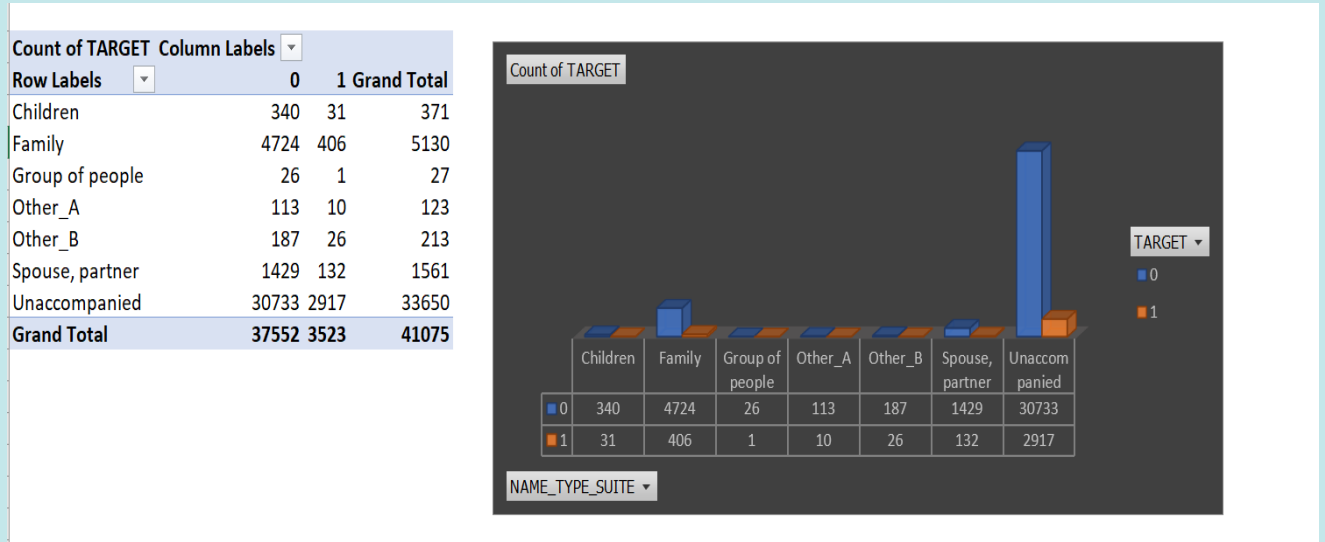 Count of TARGET Column Labels
Row Labels 0 1 Grand Total
Children 340 31 371
Family 4724 406 5130
Group of people 26 1 27
Other_A 113 10 123
Other_B 187 26 213
Spouse, partner 1429 132 1561
Unaccompanied 30733 2917 33650
Grand Total 37552 3523 41075
Count of TARGET
TARGET
0
1
Children Family Group of Other_A Other_B Spouse, Unaccom
people partner panied
0 340 4724 26 113 187 1429 30733
1 31 406 1 10 26 132 2917
NAME_TYPE_SUITE